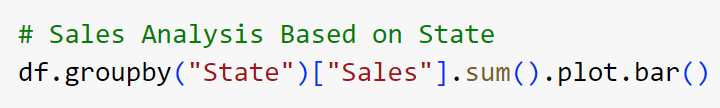 # Sales Analysis Based on State
df.groupby("State")["Sales"].sum().plot.bar()